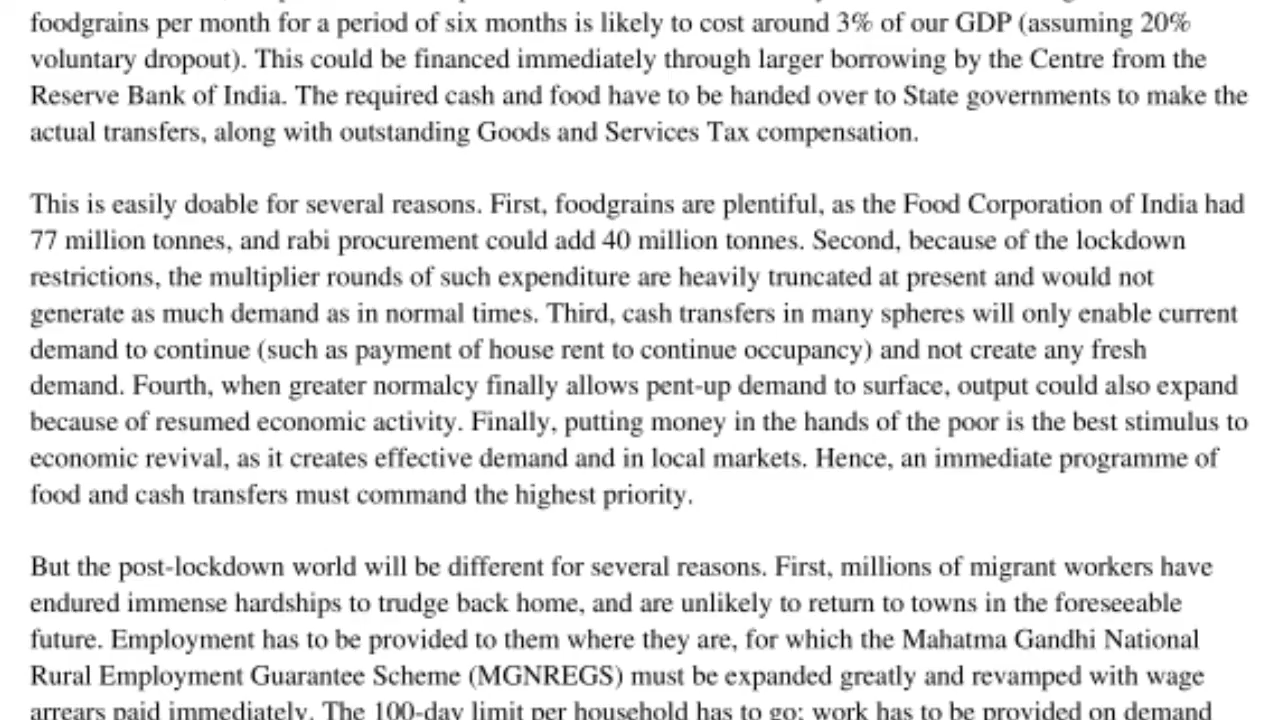 foodgrains per month for a period of six months is likely to cost around 3% of our GDP (assuming 20%
voluntary dropout). This could be financed immediately through larger borrowing by the Centre from the
Reserve Bank of India. The required cash and food have to be handed over to State governments to make the
actual transfers, along with outstanding Goods and Services Tax compensation.
This is easily doable for several reasons. First, foodgrains are plentiful, as the Food Corporation of India had
77 million tonnes, and rabi procurement could add 40 million tonnes. Second, because of the lockdown
restrictions, the multiplier rounds of such expenditure are heavily truncated at present and would not
generate as much demand as in normal times. Third, cash transfers in many spheres will only enable current
demand to continue (such as payment of house rent to continue occupancy) and not create any fresh
demand. Fourth, when greater normalcy finally allows pent-up demand to surface, output could also expand
because of resumed economic activity. Finally, putting money in the hands of the poor is the best stimulus to
economic revival, as it creates effective demand and in local markets. Hence, an immediate programme of
food and cash transfers must command the highest priority.
But the post-lockdown world will be different for several reasons. First, millions of migrant workers have
endured immense hardships to trudge back home, and are unlikely to return to towns in the foreseeable
future. Employment has to be provided to them where they are, for which the Mahatma Gandhi National
Rural Employment Guarantee Scheme (MGNREGS) must be expanded greatly and revamped with wage
arrears paid immediately. The 100-day limit per household has to go; work has to be provided on demand